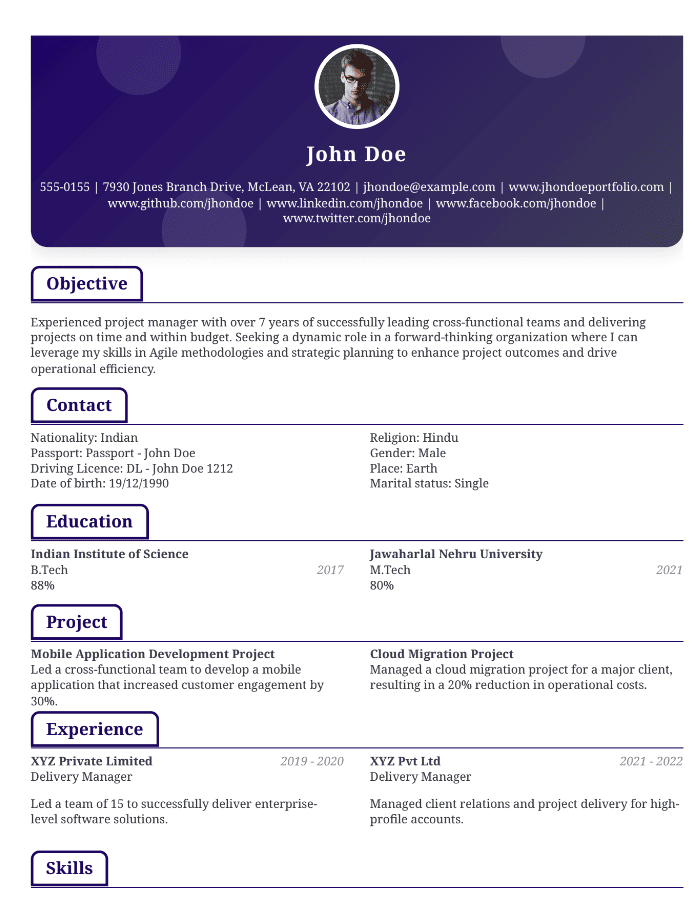 John Doe
555-0155 | 7930 Jones Branch Drive, McLean, VA 22102 | jhondoe@example.com | www.jhondoeportfolio.com |
www.github.com/jhondoe | www.linkedin.com/jhondoe | www.facebook.com/jhondoe |
www.twitter.com/jhondoe
Objective
Experienced project manager with over 7 years of successfully leading cross-functional teams and delivering
projects on time and within budget. Seeking a dynamic role in a forward-thinking organization where I can
leverage my skills in Agile methodologies and strategic planning to enhance project outcomes and drive
operational efficiency.
Contact
Nationality: Indian
Passport: Passport - John Doe
Driving Licence: DL - John Doe 1212
Date of birth: 19/12/1990
Religion: Hindu
Gender: Male
Place: Earth
Marital status: Single
Education
Indian Institute of Science
B.Tech 2017
88%
Jawaharlal Nehru University
M.Tech 2021
80%
Project
Mobile Application Development Project
Led a cross-functional team to develop a mobile
application that increased customer engagement by
30%.
Cloud Migration Project
Managed a cloud migration project for a major client,
resulting in a 20% reduction in operational costs.
Experience
XYZ Private Limited 2019 - 2020
Delivery Manager
Led a team of 15 to successfully deliver enterprise-
level software solutions.
XYZ Pvt Ltd 2021 - 2022
Delivery Manager
Managed client relations and project delivery for high-
profile accounts.
Skills